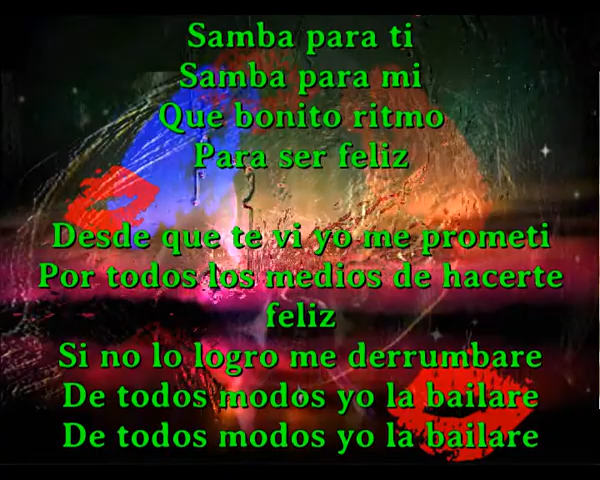 Samba para ti
Samba para mi
Que bonito ritmo
Para ser feliz
Desde que te vi yo me prometi
Por todos los medios de hacerte
feliz
Si no lo logro me derrumbare
De todos modos yo la bailare
De todos modos yo la bailare